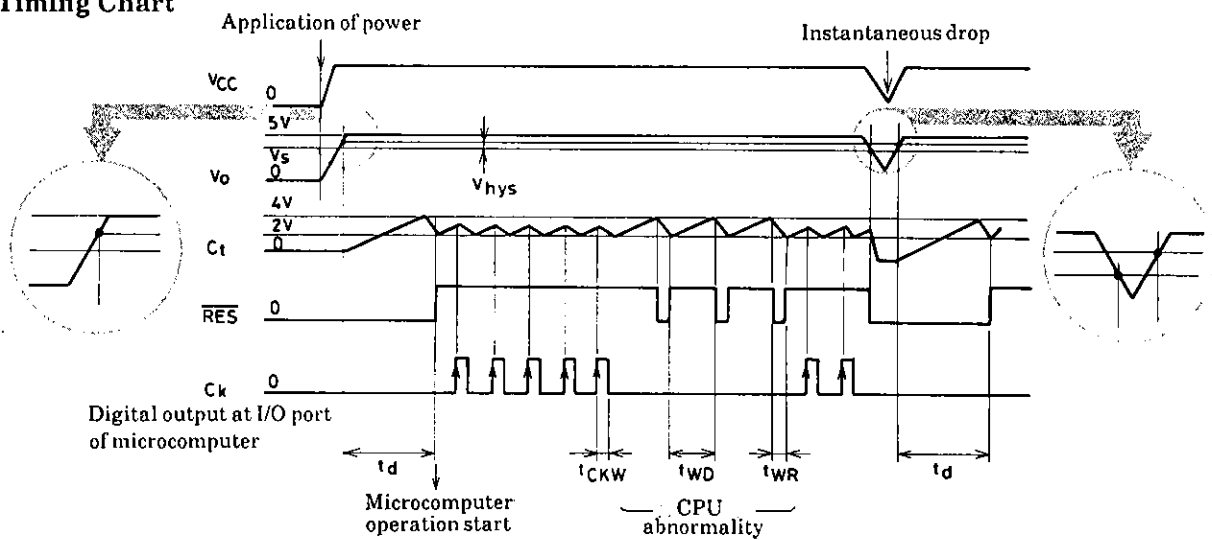 Timing Chart
Application of power
Instantaneous drop
VCC
0
5V
Vs
0
Vo
Vhys
4V
2V
0
Ct
RES
0
Ck
0
Digital output at I/O port
of microcomputer
td
tCKW
tWD
tWR
td
Microcomputer
operation start
CPU
abnormality